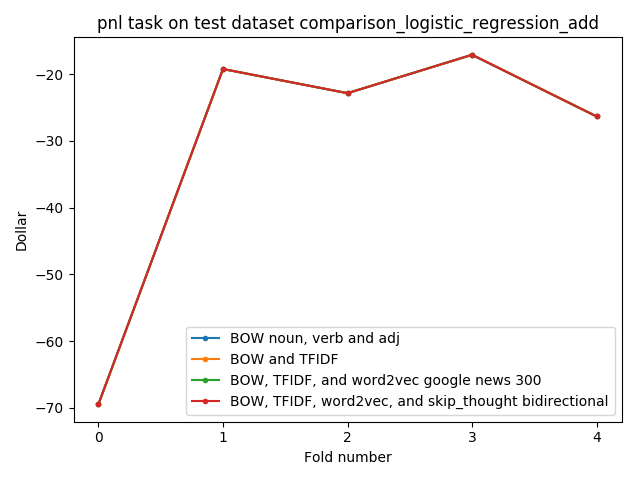 pnl task on test dataset comparison_logistic_regression_add
Dollar
−20
−30
−40
−50
−60
−70
BOW noun, verb and adj
BOW and TFIDF
BOW, TFIDF, and word2vec google news 300
BOW, TFIDF, word2vec, and skip_thought bidirectional
0 1 2 3 4
Fold number